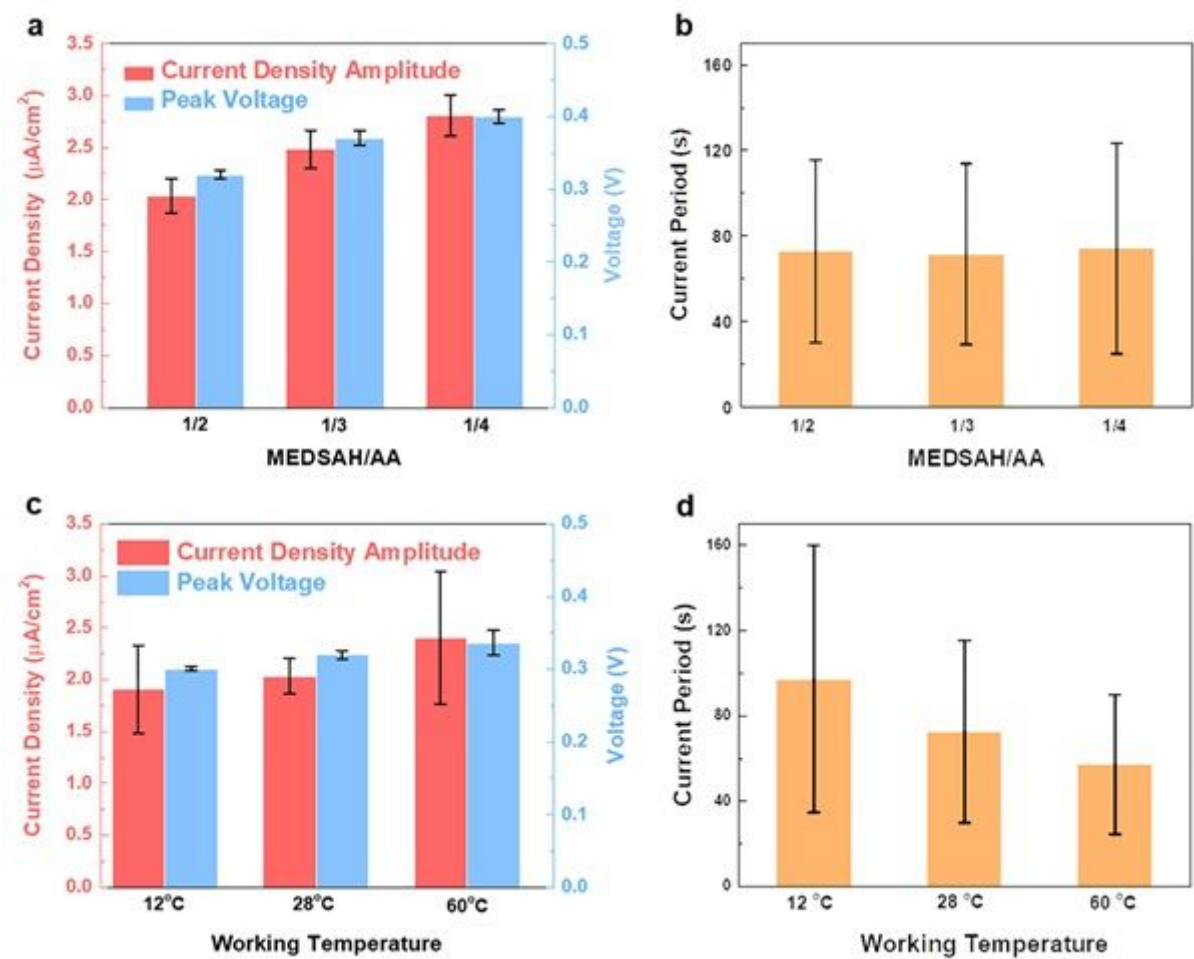 a
3.5
3.0
2.5
2.0
1.5
1.0
0.5
0.0
Current Density (μA/cm²)
Current Density Amplitude
Peak Voltage
0.5
0.4
0.3
0.2
0.1
0.0
Voltage (V)
1/2 1/3 1/4
MEDSAH/AA
b
160
120
80
40
0
Current Period (s)
1/2 1/3 1/4
MEDSAH/AA
c
3.5
3.0
2.5
2.0
1.5
1.0
0.5
0.0
Current Density (μA/cm²)
Current Density Amplitude
Peak Voltage
0.5
0.4
0.3
0.2
0.1
0.0
Voltage (V)
12°C 28°C 60°C
Working Temperature
d
160
120
80
40
0
Current Period (s)
12 °C 28 °C 60 °C
Working Temperature